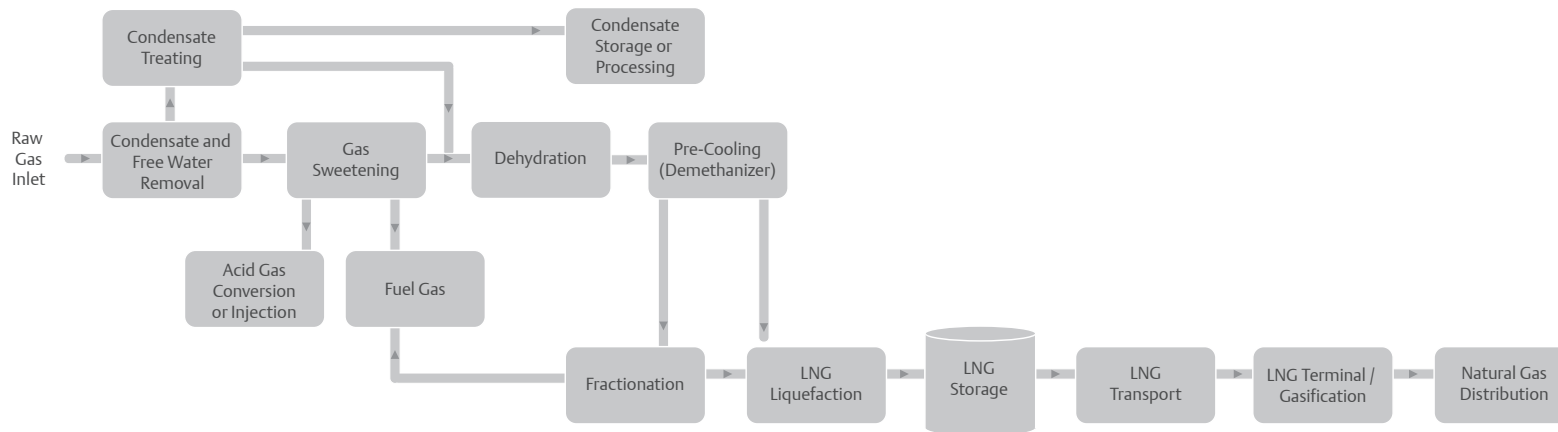 Condensate
Treating
Condensate
Storage or
Processing
Raw
Gas
Inlet
Condensate and
Free Water
Removal
Gas
Sweetening
Dehydration
Pre-Cooling
(Demethanizer)
Acid Gas
Conversion
or Injection
Fuel Gas
Fractionation
LNG
Liquefaction
LNG
Storage
LNG
Transport
LNG Terminal /
Gasification
Natural Gas
Distribution